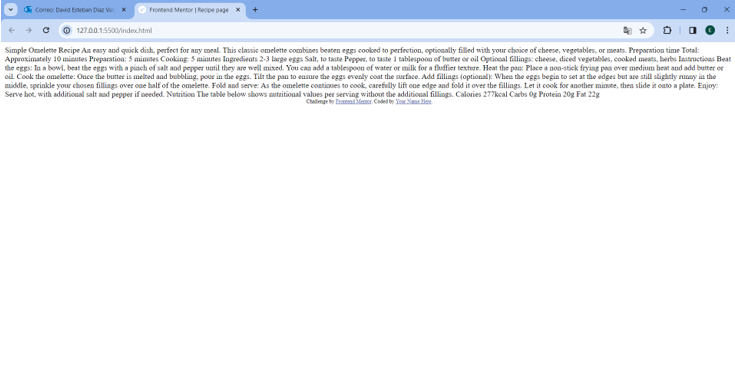 Correo: David Esteban Diaz Va
Frontend Mentor | Recipe page
127.0.0.1:5500/index.html
Simple Omelette Recipe An easy and quick dish, perfect for any meal. This classic omelette combines beaten eggs cooked to perfection, optionally filled with your choice of cheese, vegetables, or meats. Preparation time Total:
Approximately 10 minutes Preparation: 5 minutes Cooking: 5 minutes Ingredients 2-3 large eggs Salt, to taste Pepper, to taste 1 tablespoon of butter or oil Optional fillings: cheese, diced vegetables, cooked meats, herbs Instructions Beat
the eggs: In a bowl, beat the eggs with a pinch of salt and pepper until they are well mixed. You can add a tablespoon of water or milk for a fluffier texture. Heat the pan: Place a non-stick frying pan over medium heat and add butter or
oil. Cook the omelette: Once the butter is melted and bubbling, pour in the eggs. Tilt the pan to ensure the eggs evenly coat the surface. Add fillings (optional): When the eggs begin to set at the edges but are still slightly runny in the
middle, sprinkle your chosen fillings over one half of the omelette. Fold and serve: As the omelette continues to cook, carefully lift one edge and fold it over the fillings. Let it cook for another minute, then slide it onto a plate. Enjoy:
Serve hot, with additional salt and pepper if needed. Nutrition The table below shows nutritional values per serving without the additional fillings. Calories 277kcal Carbs 0g Protein 20g Fat 22g
Challenge by Frontend Mentor. Coded by Your Name Here.